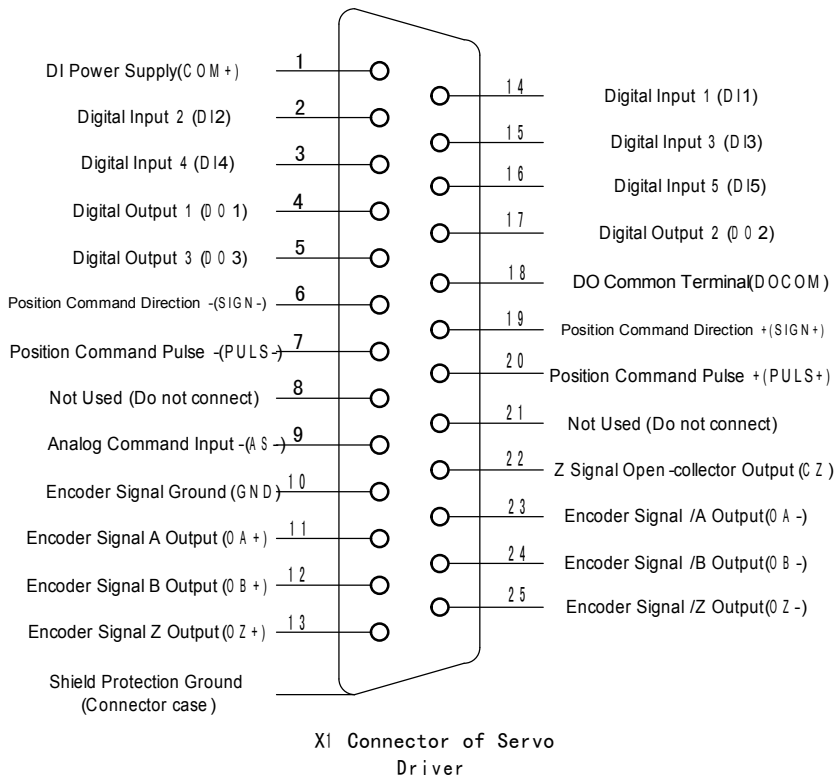 1
DI Power Supply(COM+)
2
Digital Input 2 (DI2)
3
Digital Input 4 (DI4)
4
Digital Output 1 (DO1)
5
Digital Output 3 (DO3)
6
Position Command Direction -(SIGN-)
7
Position Command Pulse -(PULS-)
8
Not Used (Do not connect)
9
Analog Command Input -(AS-)
10
Encoder Signal Ground (GND)
11
Encoder Signal A Output (OA+)
12
Encoder Signal B Output (OB+)
13
Encoder Signal Z Output (OZ+)
Shield Protection Ground
(Connector case)
14
Digital Input 1 (DI1)
15
Digital Input 3 (DI3)
16
Digital Input 5 (DI5)
17
Digital Output 2 (DO2)
18
DO Common Terminal(DOCOM)
19
Position Command Direction +(SIGN+)
20
Position Command Pulse +(PULS+)
21
Not Used (Do not connect)
22
Z Signal Open-collector Output (CZ)
23
Encoder Signal /A Output(OA-)
24
Encoder Signal /B Output(OB-)
25
Encoder Signal /Z Output(OZ-)
X1 Connector of Servo
Driver